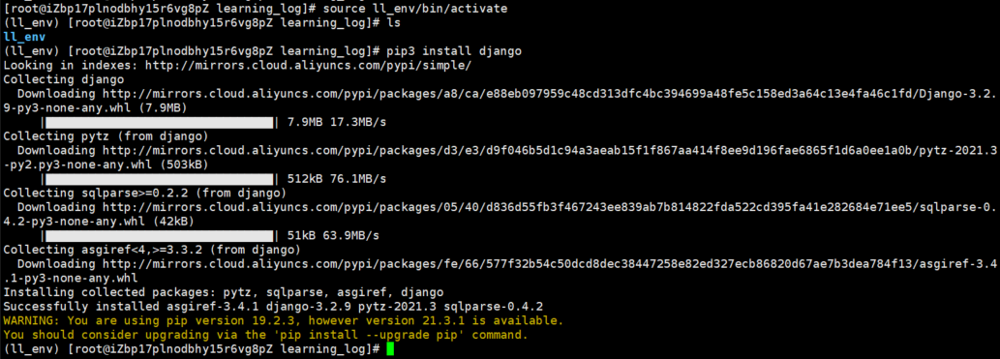 [root@iZbp17plnodbhy15r6vg8pZ learning_log]# source ll_env/bin/activate
(ll_env) [root@iZbp17plnodbhy15r6vg8pZ learning_log]# ls
ll_env
(ll_env) [root@iZbp17plnodbhy15r6vg8pZ learning_log]# pip3 install django
Looking in indexes: http://mirrors.cloud.aliyuncs.com/pypi/simple/
Collecting django
  Downloading http://mirrors.cloud.aliyuncs.com/pypi/packages/a8/ca/e88eb097959c48cd313dfc4bc394699a48fe5c158ed3a64c13e4fa46c1fd/Django-3.2.
9-py3-none-any.whl (7.9MB)
     |████████████████████████████████| 7.9MB 17.3MB/s
Collecting pytz (from django)
  Downloading http://mirrors.cloud.aliyuncs.com/pypi/packages/d3/e3/d9f046b5d1c94a3aeab15f1f867aa414f8ee9d196fae6865f1d6a0ee1a0b/pytz-2021.3
-py2.py3-none-any.whl (503kB)
     |████████████████████████████████| 512kB 76.1MB/s
Collecting sqlparse>=0.2.2 (from django)
  Downloading http://mirrors.cloud.aliyuncs.com/pypi/packages/05/40/d836d55fb3f467243ee839ab7b814822fda522cd395fa41e282684e71ee5/sqlparse-0.
4.2-py3-none-any.whl (42kB)
     |████████████████████████████████| 51kB 63.9MB/s
Collecting asgiref<4,>=3.3.2 (from django)
  Downloading http://mirrors.cloud.aliyuncs.com/pypi/packages/fe/66/577f32b54c50dcd8dec38447258e82ed327ecb86820d67ae7b3dea784f13/asgiref-3.4
.1-py3-none-any.whl
Installing collected packages: pytz, sqlparse, asgiref, django
Successfully installed asgiref-3.4.1 django-3.2.9 pytz-2021.3 sqlparse-0.4.2
WARNING: You are using pip version 19.2.3, however version 21.3.1 is available.
You should consider upgrading via the 'pip install --upgrade pip' command.
(ll_env) [root@iZbp17plnodbhy15r6vg8pZ learning_log]#